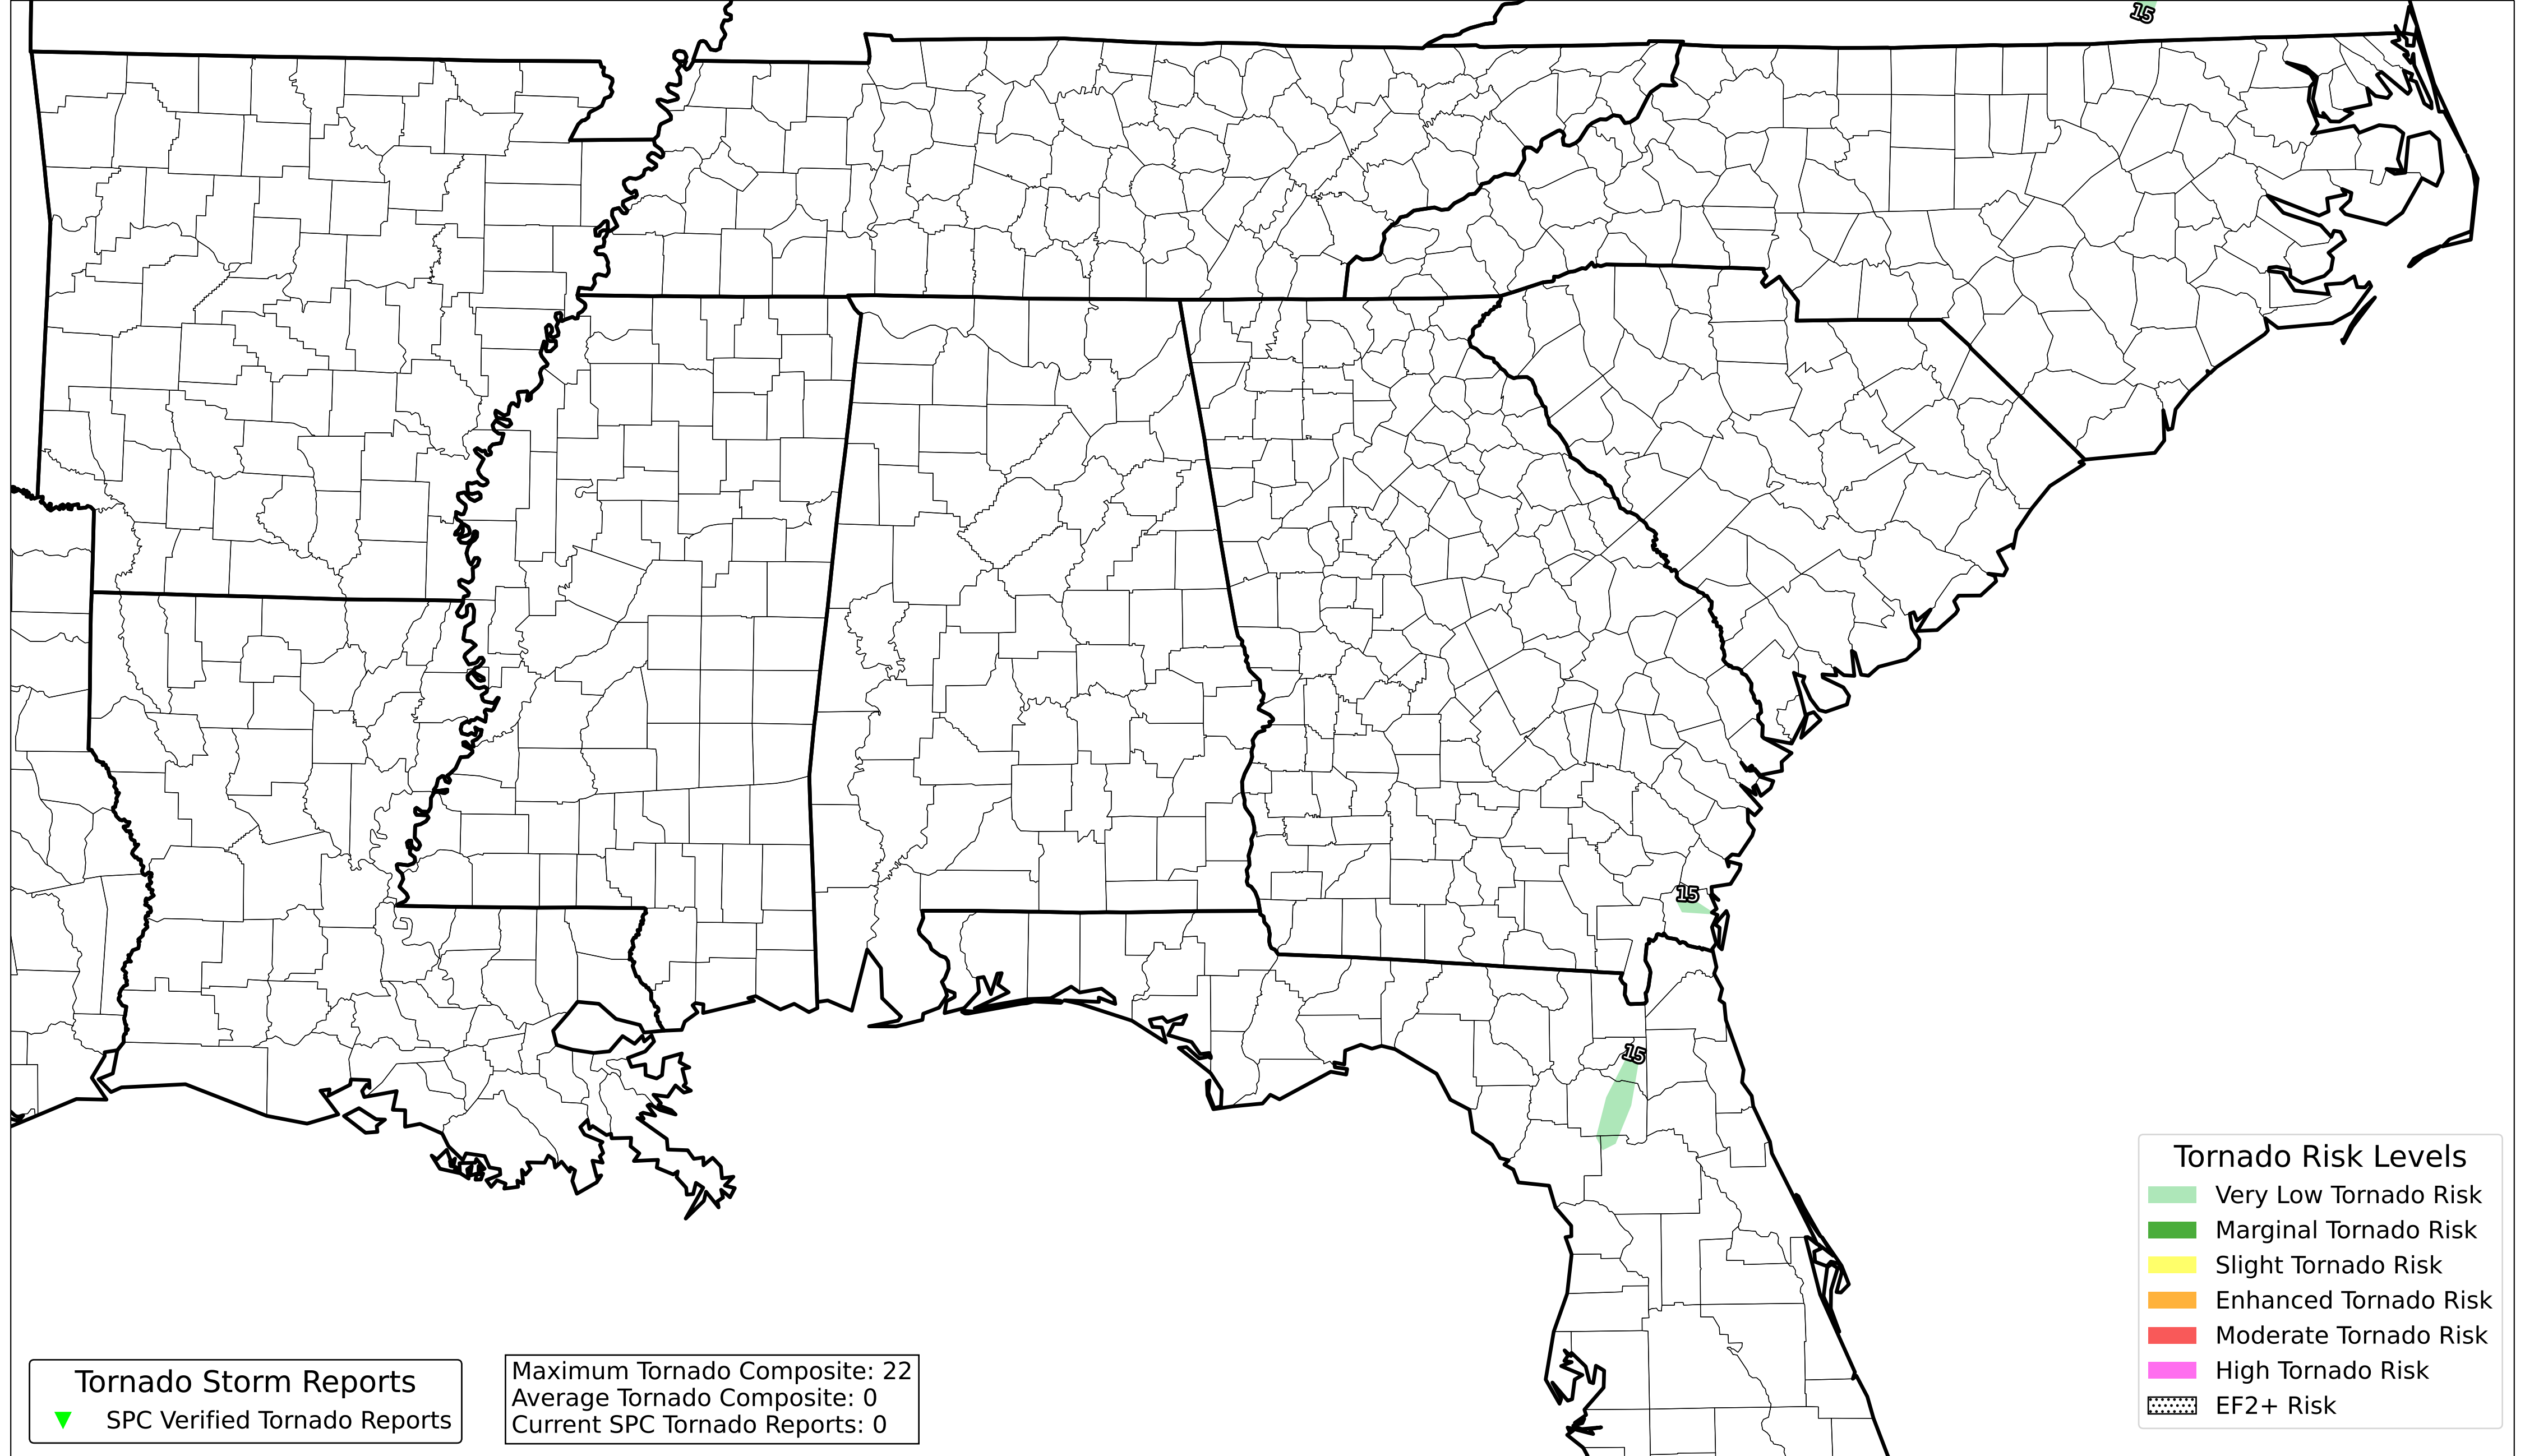 15
15
15
Tornado Risk Levels
Very Low Tornado Risk
Marginal Tornado Risk
Slight Tornado Risk
Enhanced Tornado Risk
Moderate Tornado Risk
High Tornado Risk
EF2+ Risk
Tornado Storm Reports
SPC Verified Tornado Reports
Maximum Tornado Composite: 22
Average Tornado Composite: 0
Current SPC Tornado Reports: 0